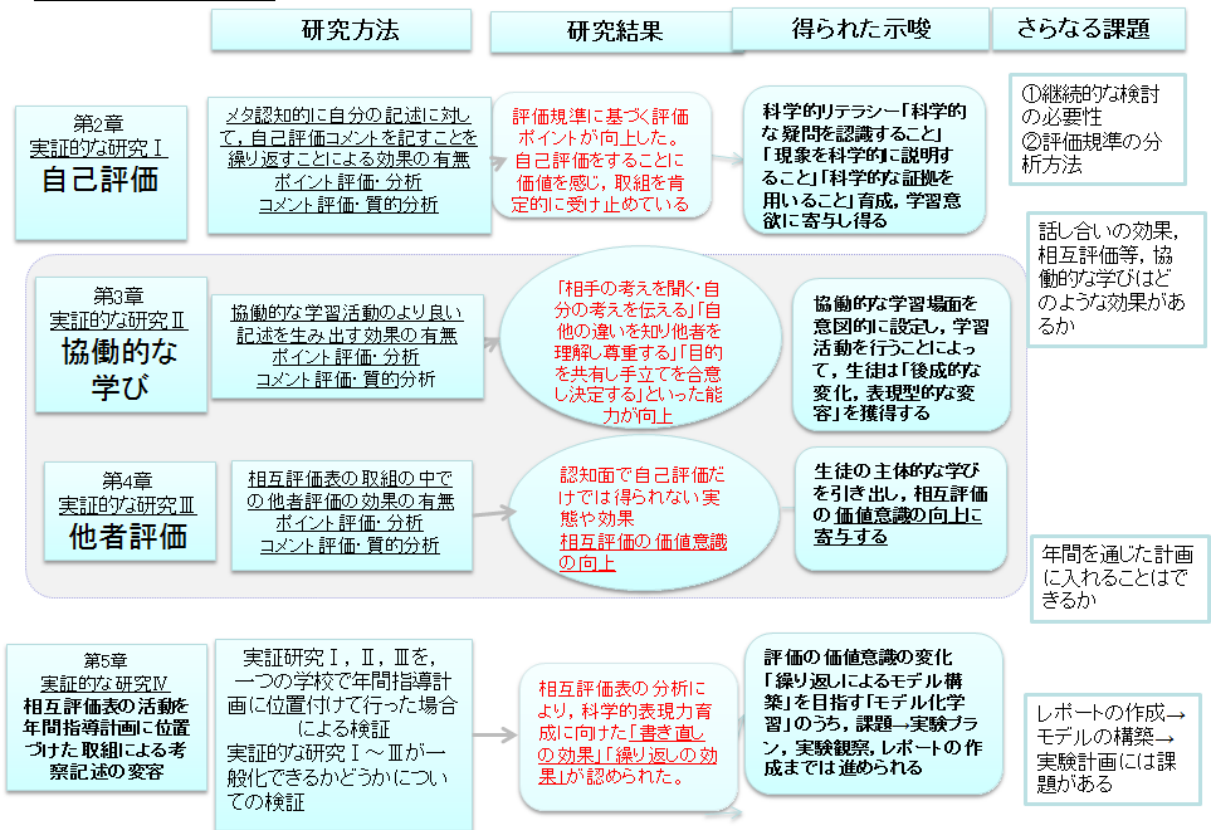 研究方法
研究結果
得られた示唆
さらなる課題
第2章
実証的な研究Ⅰ
自己評価
メタ認知的に自分の記述に対し
て，自己評価コメントを記すことを
繰り返すことによる効果の有無
ポイント評価・分析
コメント評価・質的分析
評価規準に基づく評価
ポイントが向上した。
自己評価をすることに
価値を感じ，取組を肯
定的に受け止めている
科学的リテラシー「科学的
な疑問を認識すること」
「現象を科学的に説明す
ること」「科学的な証拠を
用いること」育成，学習意
欲に寄与し得る
①継続的な検討
の必要性
②評価規準の分
析方法
話し合いの効果，
相互評価等，協
働的な学びはど
のような効果があ
るか
第3章
実証的な研究Ⅱ
協働的な
学び
協働的な学習活動のより良い
記述を生み出す効果の有無
ポイント評価・分析
コメント評価・質的分析
「相手の考えを聞く・自
分の考えを伝える」「自
他の違いを知り他者を
理解し尊重する」「目的
を共有し手立てを合意
し決定する」といった能
力が向上
協働的な学習場面を
意図的に設定し，学習
活動を行うことによっ
て，生徒は「後成的な
変化，表現型的な変
容」を獲得する
第4章
実証的な研究Ⅲ
他者評価
相互評価表の取組の中で
の他者評価の効果の有無
ポイント評価・分析
コメント評価・質的分析
認知面で自己評価だ
けでは得られない実
態や効果
相互評価の価値意識
の向上
生徒の主体的な学び
を引き出し，相互評価
の価値意識の向上に
寄与する
年間を通じた計画
に入れることはで
きるか
第5章
実証的な研究Ⅳ
相互評価表の活動を
年間指導計画に位置
づけた取組による考
察記述の変容
実証研究Ⅰ，Ⅱ，Ⅲを，
一つの学校で年間指導計
画に位置付けて行った場合
による検証
実証的な研究Ⅰ～Ⅲが一
般化できるかどうかについ
ての検証
相互評価表の分析に
より，科学的表現力育
成に向けた「書き直し
の効果」「繰り返しの効
果」が認められた。
評価の価値意識の変化
「繰り返しによるモデル構
築」を目指す「モデル化学
習」のうち，課題→実験プラ
ン，実験観察，レポートの作
成までは進められる
レポートの作成→
モデルの構築→
実験計画には課
題がある